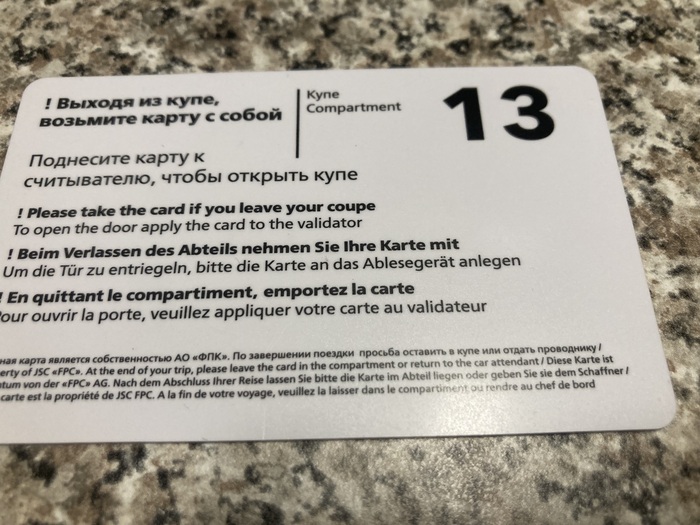 ! Выходя из купе,
возьмите карту с собой
Купе
Compartment
13
Поднесите карту к
считывателю, чтобы открыть купе
! Please take the card if you leave your coupe
To open the door apply the card to the validator
! Beim Verlassen des Abteils nehmen Sie Ihre Karte mit
Um die Tür zu entriegeln, bitte die Karte an das Ablesegerät anlegen
! En quittant le compartiment, emportez la carte
our ouvrir la porte, veuillez appliquer votre carte au validateur
ная карта является собственностью АО «ФПК». По завершении поездки просьба оставить в купе или отдать проводнику /
erty of JSC «FPC». At the end of your trip, please leave the card in the compartment or return to the car attendant / Diese Karte ist
ntum von der «FPC» AG. Nach dem Abschluss Ihrer Reise lassen Sie bitte die Karte im Abteil liegen oder geben Sie sie dem Schaffner /
carte est la propriété de JSC FPC. A la fin de votre voyage, veuillez la laisser dans le compartiment ou rendre au chef de bord